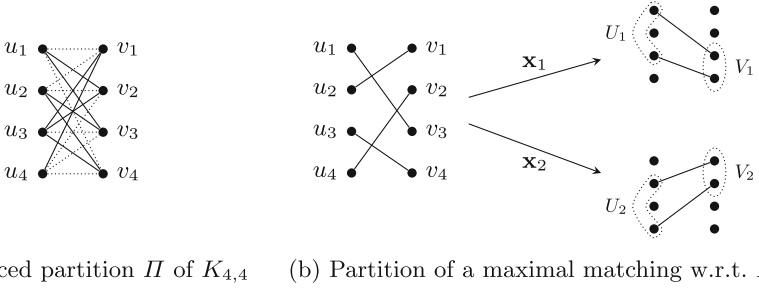 u1 v1
u2 v2
u3 v3
u4 v4
u1 v1
u2 v2
u3 v3
u4 v4
x1
x2
U1
V1
U2
V2
partition Π of K4,4
(b) Partition of a maximal matching w.r.t.